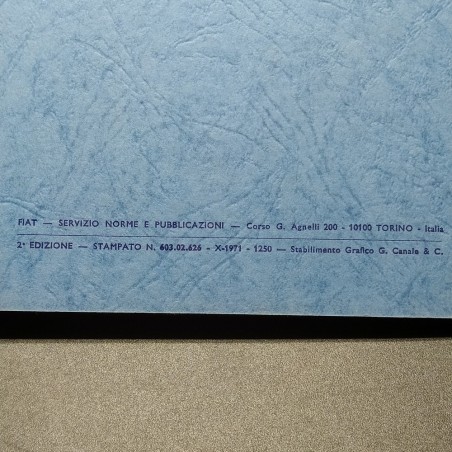 FIAT — SERVIZIO NORME E PUBBLICAZIONI — Corso G. Agnelli 200 - 10100 TORINO - Italia
2ª EDIZIONE — STAMPATO N. 603.02.626 - X-1971 - 1250 — Stabilimento Grafico G. Canale & C.